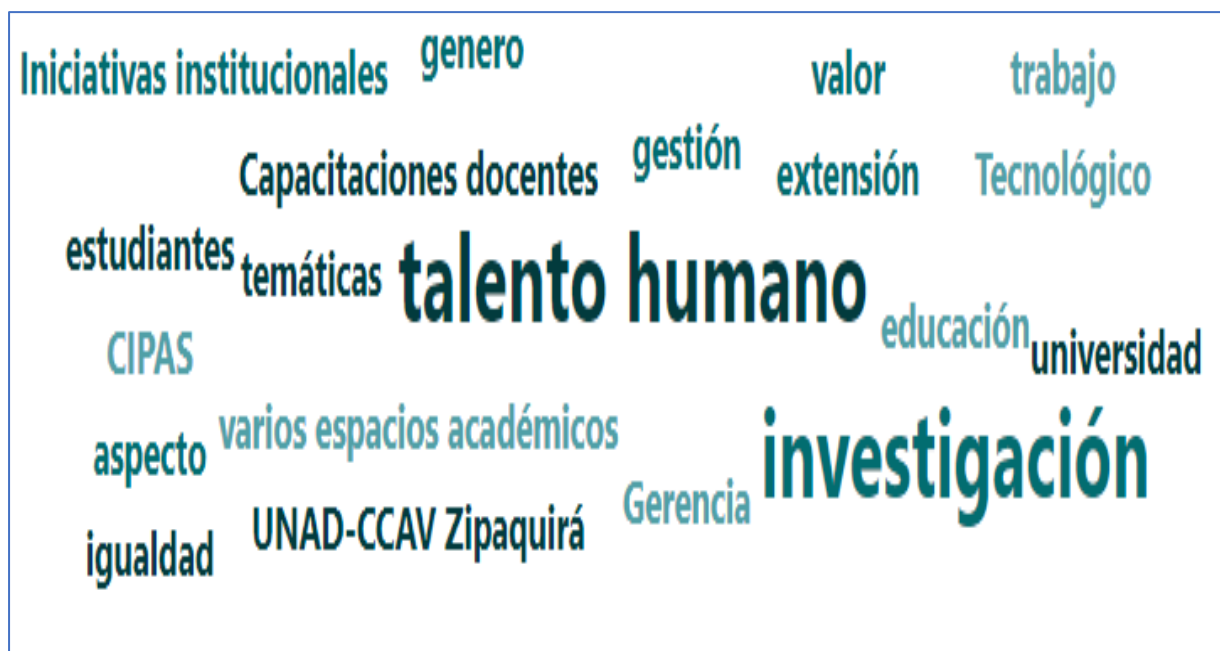 Iniciativas institucionales
genero
valor
trabajo
Capacitaciones docentes
gestión
extensión
Tecnológico
estudiantes
temáticas
talento humano
educación
universidad
CIPAS
varios espacios académicos
investigación
aspecto
Gerencia
UNAD-CCAV Zipaquirá
igualdad